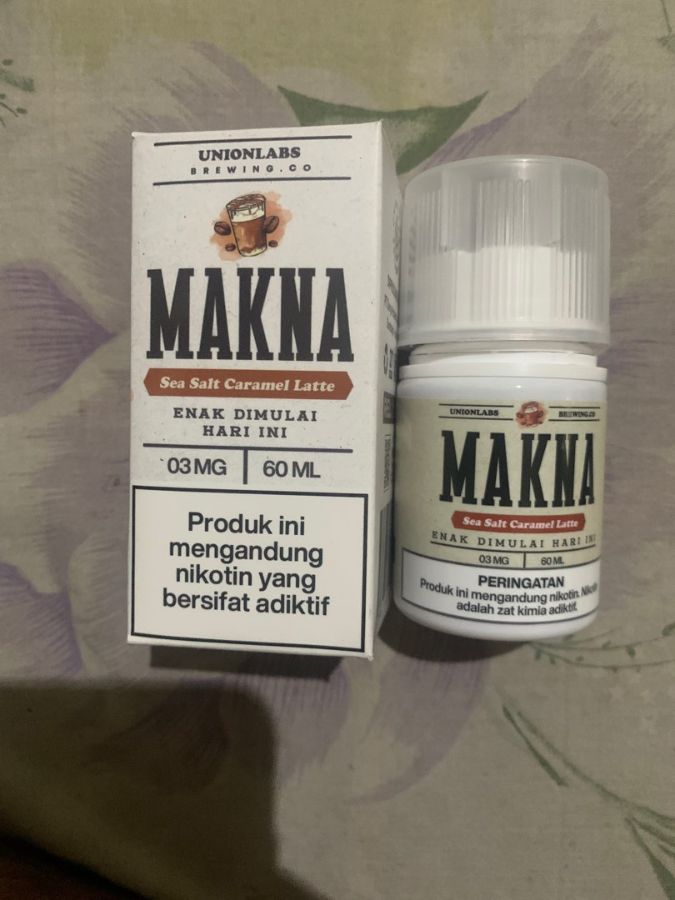 UNIONLABS
BREWING.CO
MAKNA
Sea Salt Caramel Latte
ENAK DIMULAI
HARI INI
03 MG 60 ML
Produk ini
mengandung
nikotin yang
bersifat adiktif
UNIONLABS BREWING.CO
MAKNA
Sea Salt Caramel Latte
ENAK DIMULAI HARI INI
03 MG 60 ML
PERINGATAN
Produk ini mengandung nikotin.
adalah zat kimia adiktif.